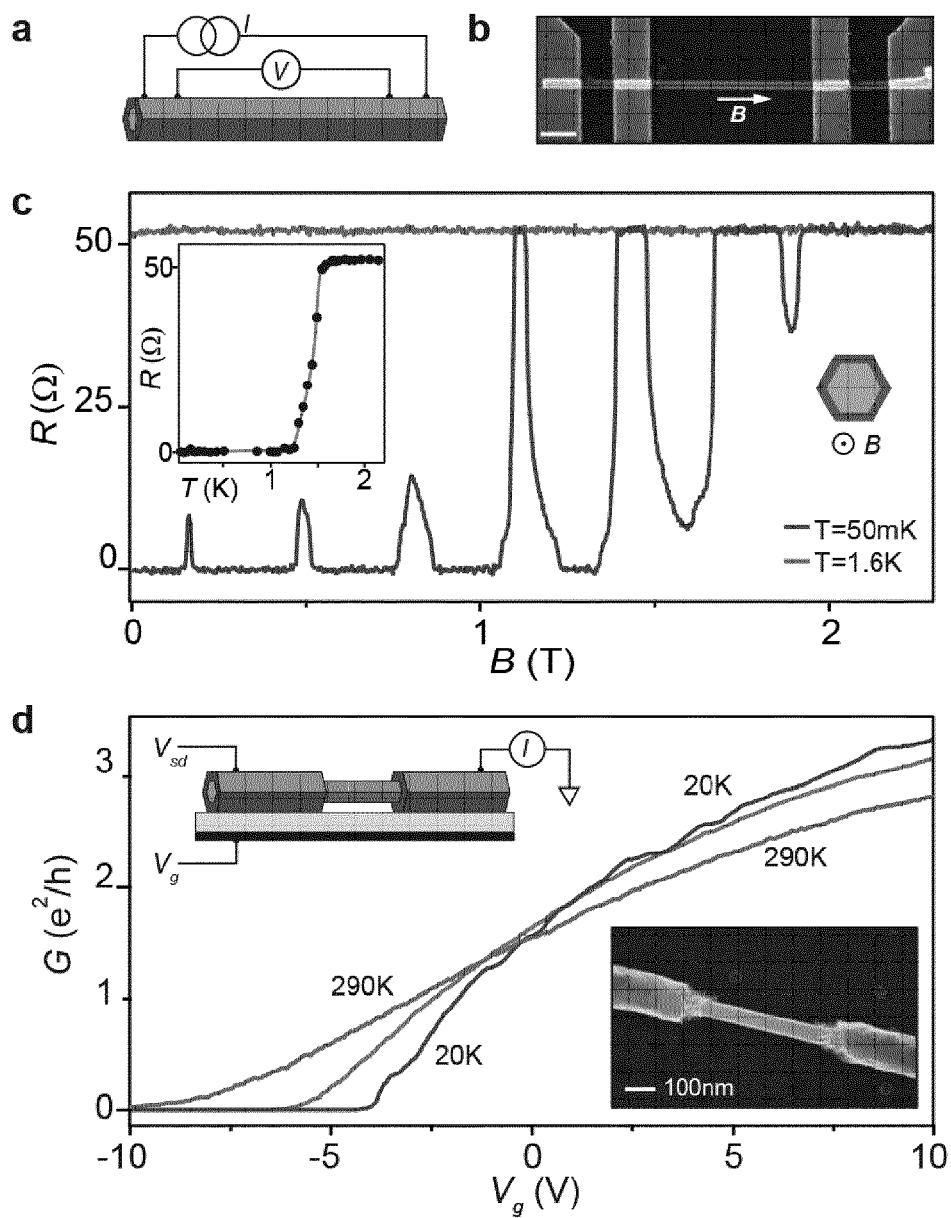 a
I
V
b
B
c
50
25
0
R (Ω)
50
0
R (Ω)
T (K)
1
2
B
T=50mK
T=1.6K
0
1
2
B (T)
d
3
2
1
0
G (e²/h)
V_sd
I
V_g
20K
290K
290K
20K
100nm
-10
-5
0
5
10
V_g (V)